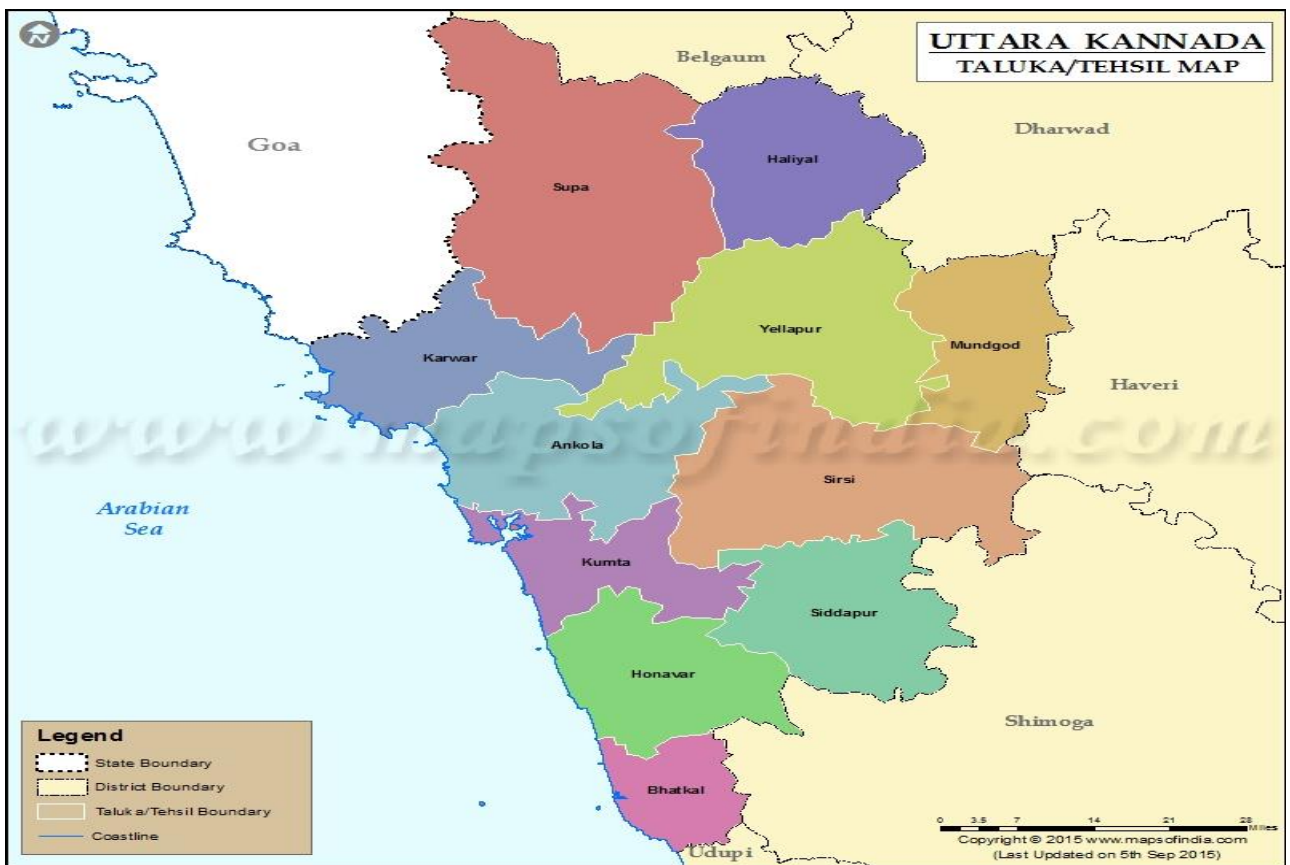 N
UTTARA KANNADA
TALUKA/TEHSIL MAP
Belgaum
Dharwad
Goa
Haliyal
Supa
Yellapur
Mundgod
Karwar
Haveri
www.mapsofindia.com
Ankola
Sirsi
Arabian
Sea
Kumta
Siddapur
Honavar
Shimoga
Bhatkal
Udupi
Legend
State Boundary
District Boundary
Taluka/Tehsil Boundary
Coastline
0 3.5 7 14 21 28
Miles
Copyright © 2015 www.mapsofindia.com
(Last Updated on 5th Sep 2015)